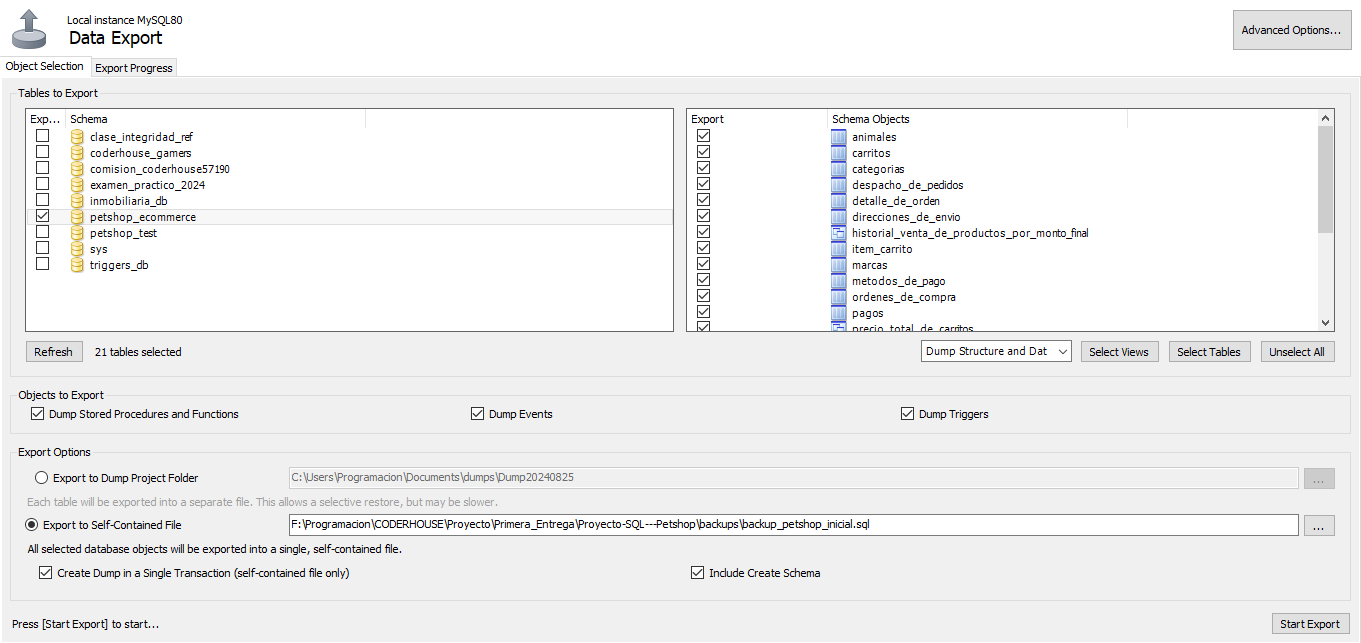 Local instance MySQL80
Data Export
Advanced Options...
Object Selection
Export Progress
Tables to Export
Exp... Schema
clase_integridad_ref
coderhouse_gamers
comision_coderhouse57190
examen_practico_2024
inmobiliaria_db
petshop_ecommerce
petshop_test
sys
triggers_db
Export Schema Objects
animales
carritos
categorias
despacho_de_pedidos
detalle_de_orden
direcciones_de_envio
historial_venta_de_productos_por_monto_final
item_carrito
marcas
metodos_de_pago
ordenes_de_compra
pagos
precio_total_de_carritos
Refresh 21 tables selected Dump Structure and Dat Select Views Select Tables Unselect All
Objects to Export
Dump Stored Procedures and Functions Dump Events Dump Triggers
Export Options
Export to Dump Project Folder C:\Users\Programacion\Documents\dumps\Dump20240825 ...
Each table will be exported into a separate file. This allows a selective restore, but may be slower.
Export to Self-Contained File F:\Programacion\CODERHOUSE\Proyecto\Primera_Entrega\Proyecto-SQL---Petshop\backups\backup_petshop_inicial.sql ...
All selected database objects will be exported into a single, self-contained file.
Create Dump in a Single Transaction (self-contained file only) Include Create Schema
Press [Start Export] to start... Start Export